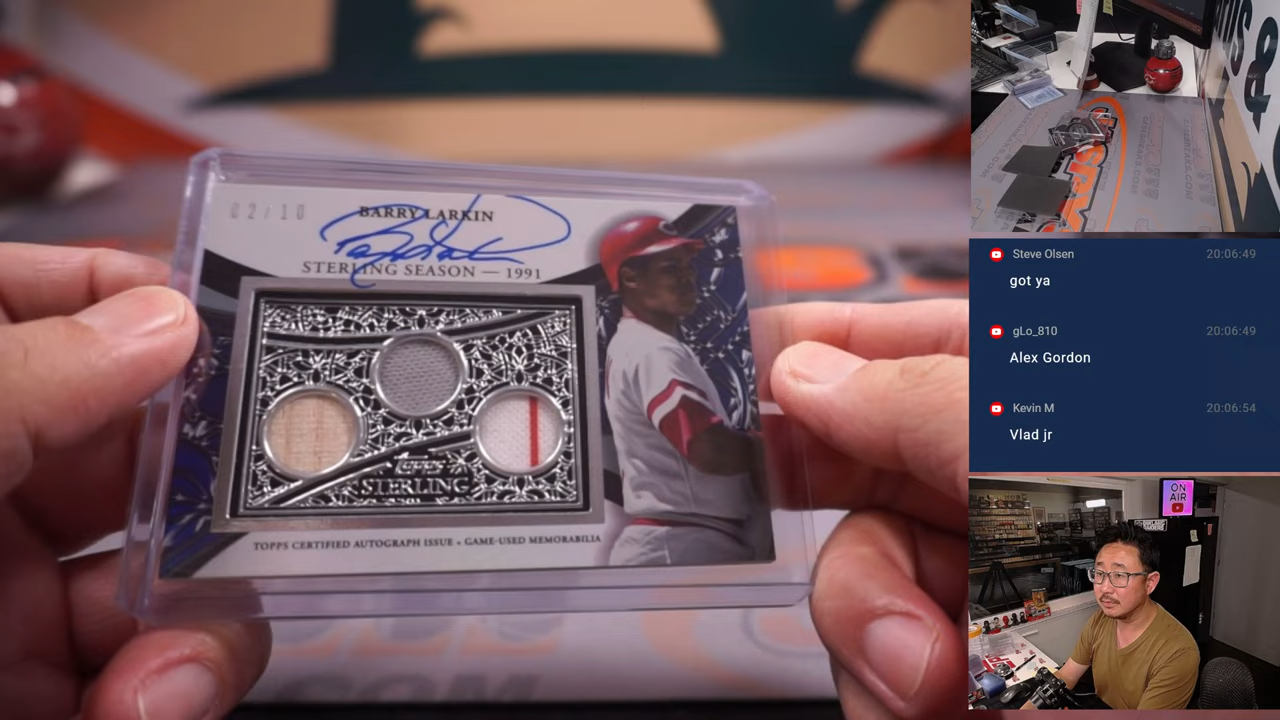 02/10
BARRY LARKIN
STERLING SEASON — 1991
TOPPS
STERLING
TOPPS CERTIFIED AUTOGRAPH ISSUE • GAME-USED MEMORABILIA
THIS &
Steve Olsen 20:06:49
got ya
gLo_810 20:06:49
Alex Gordon
Kevin M 20:06:54
Vlad jr
ON
AIR